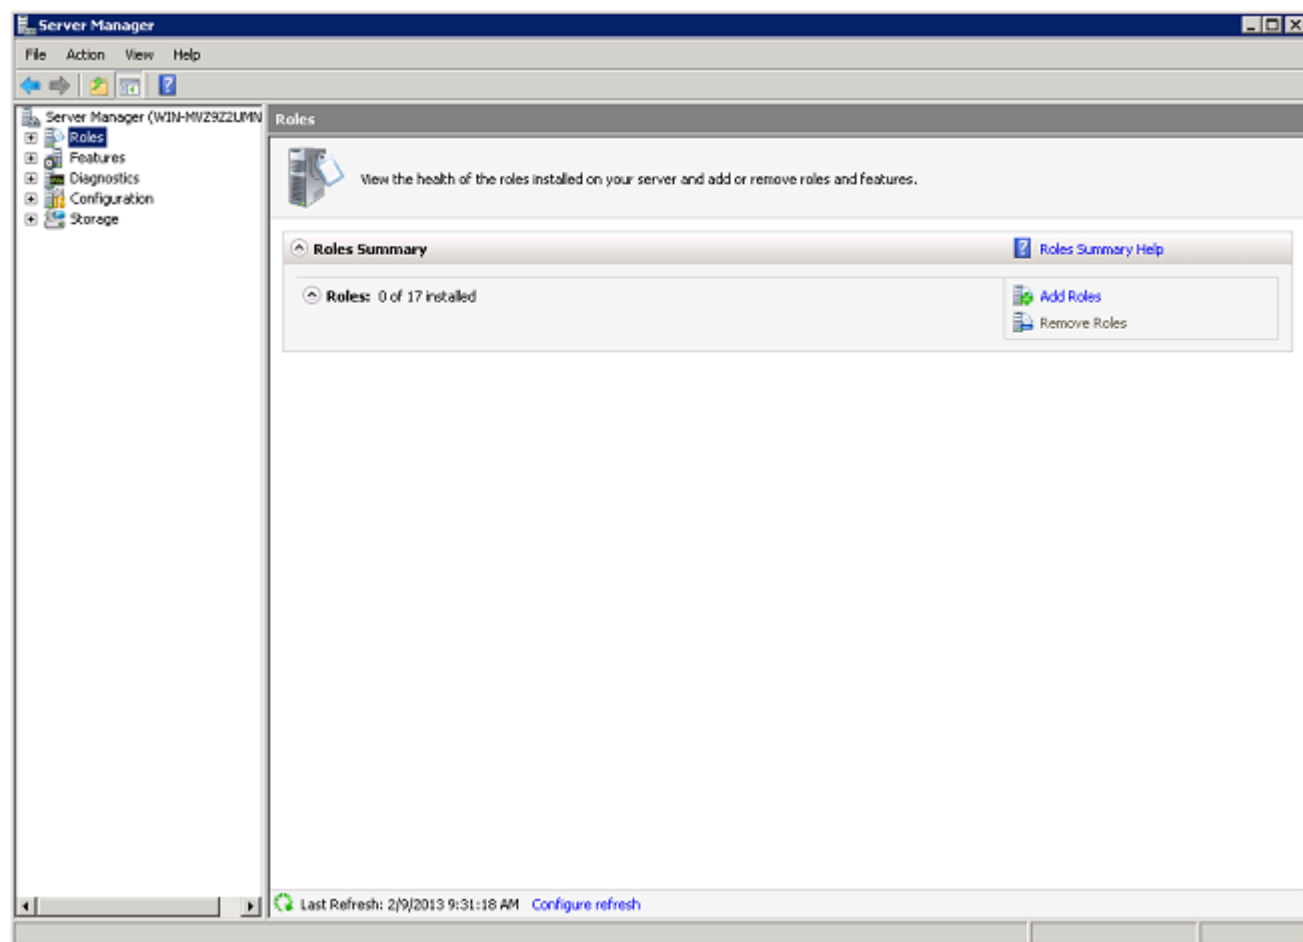 Server Manager
File Action View Help
Server Manager (WIN-MVZ9Z2UMN
Roles
Features
Diagnostics
Configuration
Storage
Roles
View the health of the roles installed on your server and add or remove roles and features.
Roles Summary
Roles Summary Help
Roles: 0 of 17 installed
Add Roles
Remove Roles
Last Refresh: 2/9/2013 9:31:18 AM Configure refresh